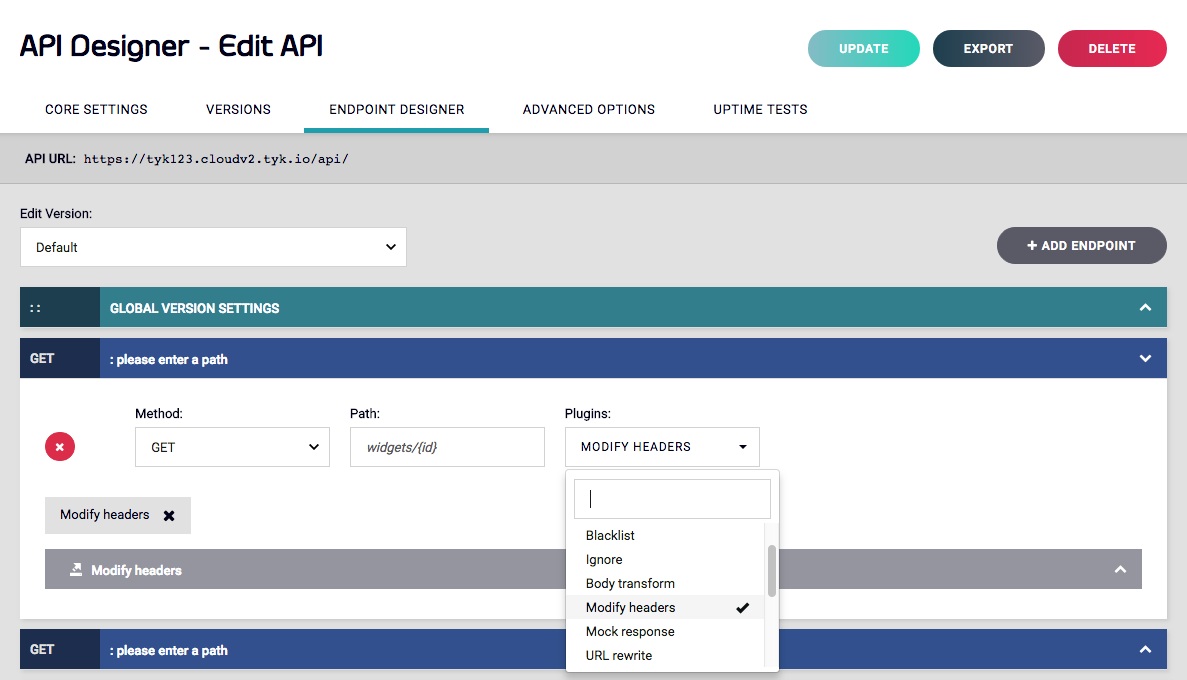 API Designer - Edit API
UPDATE
EXPORT
DELETE
CORE SETTINGS
VERSIONS
ENDPOINT DESIGNER
ADVANCED OPTIONS
UPTIME TESTS
API URL: https://tyk123.cloudv2.tyk.io/api/
Edit Version:
Default
+ ADD ENDPOINT
:: GLOBAL VERSION SETTINGS
GET : please enter a path
Method:
Path:
Plugins:
GET
widgets/{id}
MODIFY HEADERS
Modify headers
Modify headers
Blacklist
Ignore
Body transform
Modify headers
Mock response
URL rewrite
GET : please enter a path